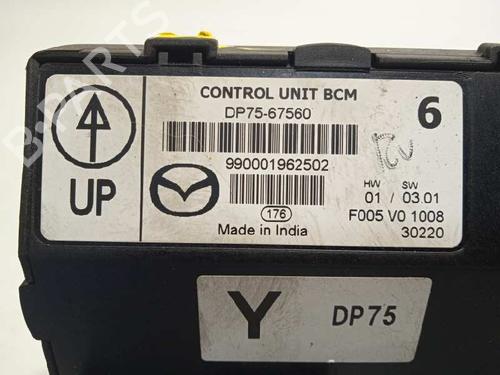 CONTROL UNIT BCM
DP75-67560
6
990001962502
UP
HW SW
01 / 03.01
176
F005 V0 1008
Made in India
30220
Y
DP75
B-PARTS